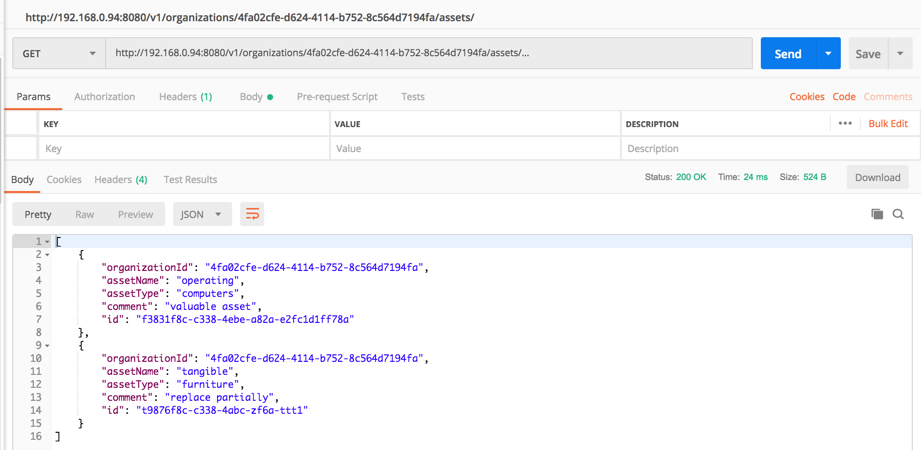 http://192.168.0.94:8080/v1/organizations/4fa02cfe-d624-4114-b752-8c564d7194fa/assets/
GET http://192.168.0.94:8080/v1/organizations/4fa02cfe-d624-4114-b752-8c564d7194fa/assets/... Send Save
Params Authorization Headers (1) Body Pre-request Script Tests Cookies Code Comments
KEY VALUE DESCRIPTION ••• Bulk Edit
Key Value Description
Body Cookies Headers (4) Test Results Status: 200 OK Time: 24 ms Size: 524 B Download
Pretty Raw Preview JSON
1 [
2 {
3 "organizationId": "4fa02cfe-d624-4114-b752-8c564d7194fa",
4 "assetName": "operating",
5 "assetType": "computers",
6 "comment": "valuable asset",
7 "id": "f3831f8c-c338-4ebe-a82a-e2fc1d1ff78a"
8 },
9 {
10 "organizationId": "4fa02cfe-d624-4114-b752-8c564d7194fa",
11 "assetName": "tangible",
12 "assetType": "furniture",
13 "comment": "replace partially",
14 "id": "t9876f8c-c338-4abc-zf6a-ttt1"
15 }
16 ]